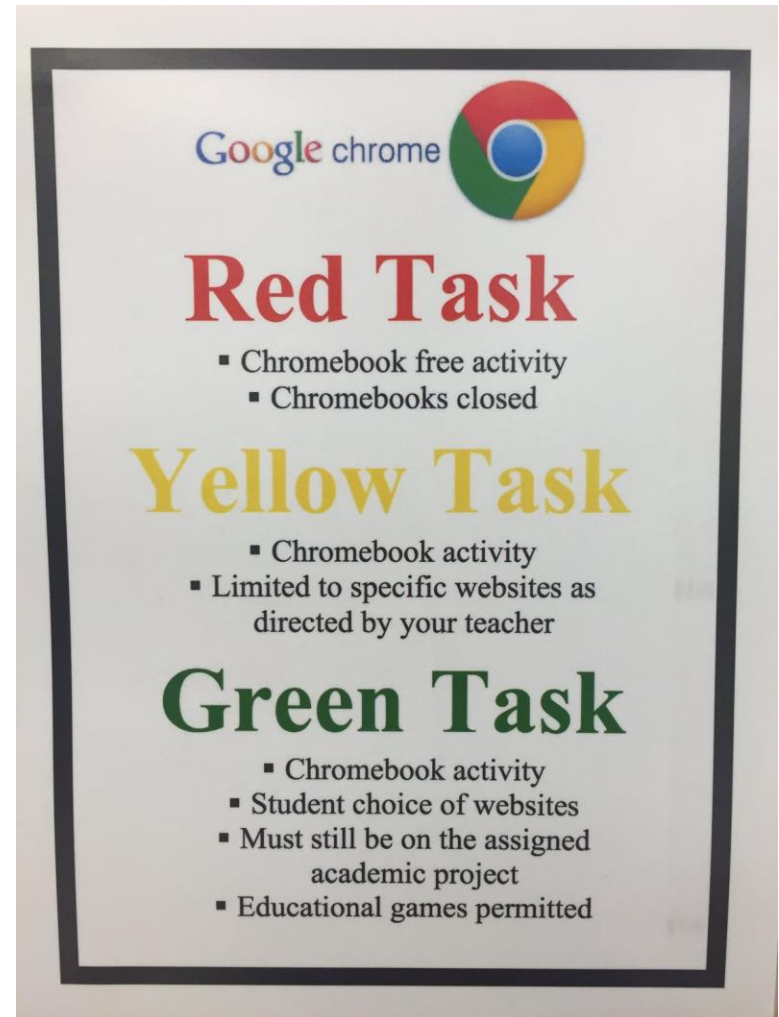 Google chrome
Red Task
▪ Chromebook free activity
▪ Chromebooks closed
Yellow Task
▪ Chromebook activity
▪ Limited to specific websites as
directed by your teacher
Green Task
▪ Chromebook activity
▪ Student choice of websites
▪ Must still be on the assigned
academic project
▪ Educational games permitted